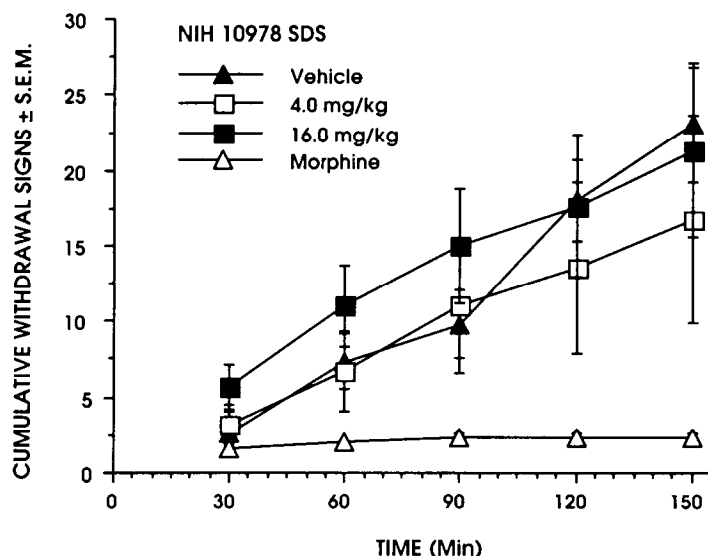 NIH 10978 SDS
Vehicle
4.0 mg/kg
16.0 mg/kg
Morphine
CUMULATIVE WITHDRAWAL SIGNS ± S.E.M.
30
25
20
15
10
5
0
0 30 60 90 120 150
TIME (Min)